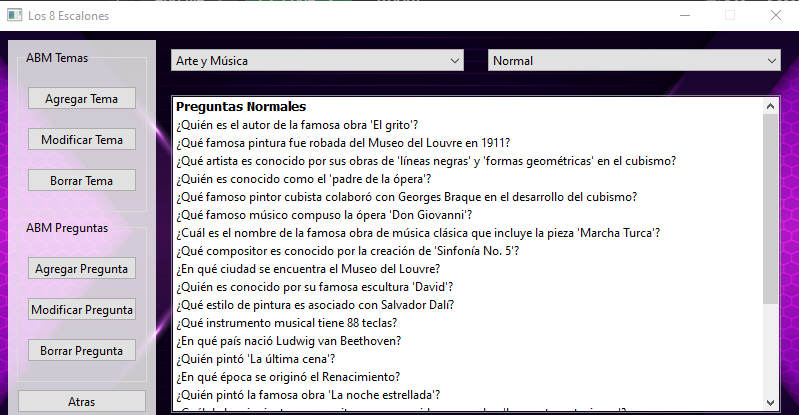 Los 8 Escalones
ABM Temas
Agregar Tema
Modificar Tema
Borrar Tema
ABM Preguntas
Agregar Pregunta
Modificar Pregunta
Borrar Pregunta
Atras
Arte y Música
Normal
Preguntas Normales
¿Quién es el autor de la famosa obra 'El grito'?
¿Qué famosa pintura fue robada del Museo del Louvre en 1911?
¿Qué artista es conocido por sus obras de 'líneas negras' y 'formas geométricas' en el cubismo?
¿Quién es conocido como el 'padre de la ópera'?
¿Qué famoso pintor cubista colaboró con Georges Braque en el desarrollo del cubismo?
¿Qué famoso músico compuso la ópera 'Don Giovanni'?
¿Cuál es el nombre de la famosa obra de música clásica que incluye la pieza 'Marcha Turca'?
¿Qué compositor es conocido por la creación de 'Sinfonía No. 5'?
¿En qué ciudad se encuentra el Museo del Louvre?
¿Quién es conocido por su famosa escultura 'David'?
¿Qué estilo de pintura es asociado con Salvador Dalí?
¿Qué instrumento musical tiene 88 teclas?
¿En qué país nació Ludwig van Beethoven?
¿Quién pintó 'La última cena'?
¿En qué época se originó el Renacimiento?
¿Quién pintó la famosa obra 'La noche estrellada'?